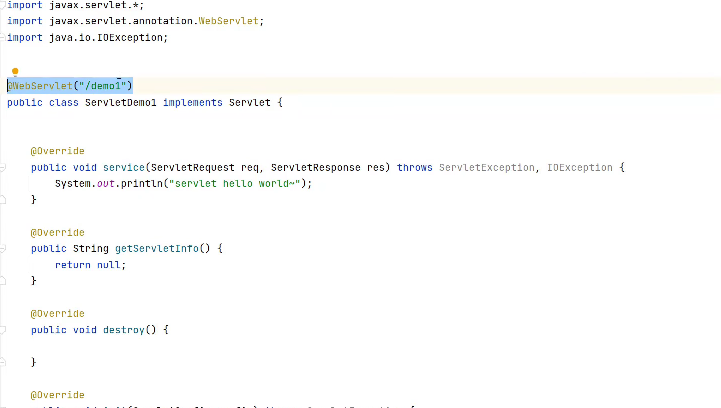 import javax.servlet.*;
import javax.servlet.annotation.WebServlet;
import java.io.IOException;
@WebServlet("/demo1")
public class ServletDemo1 implements Servlet {
@Override
public void service(ServletRequest req, ServletResponse res) throws ServletException, IOException {
System.out.println("servlet hello world~");
}
@Override
public String getServletInfo() {
return null;
}
@Override
public void destroy() {
}
@Override